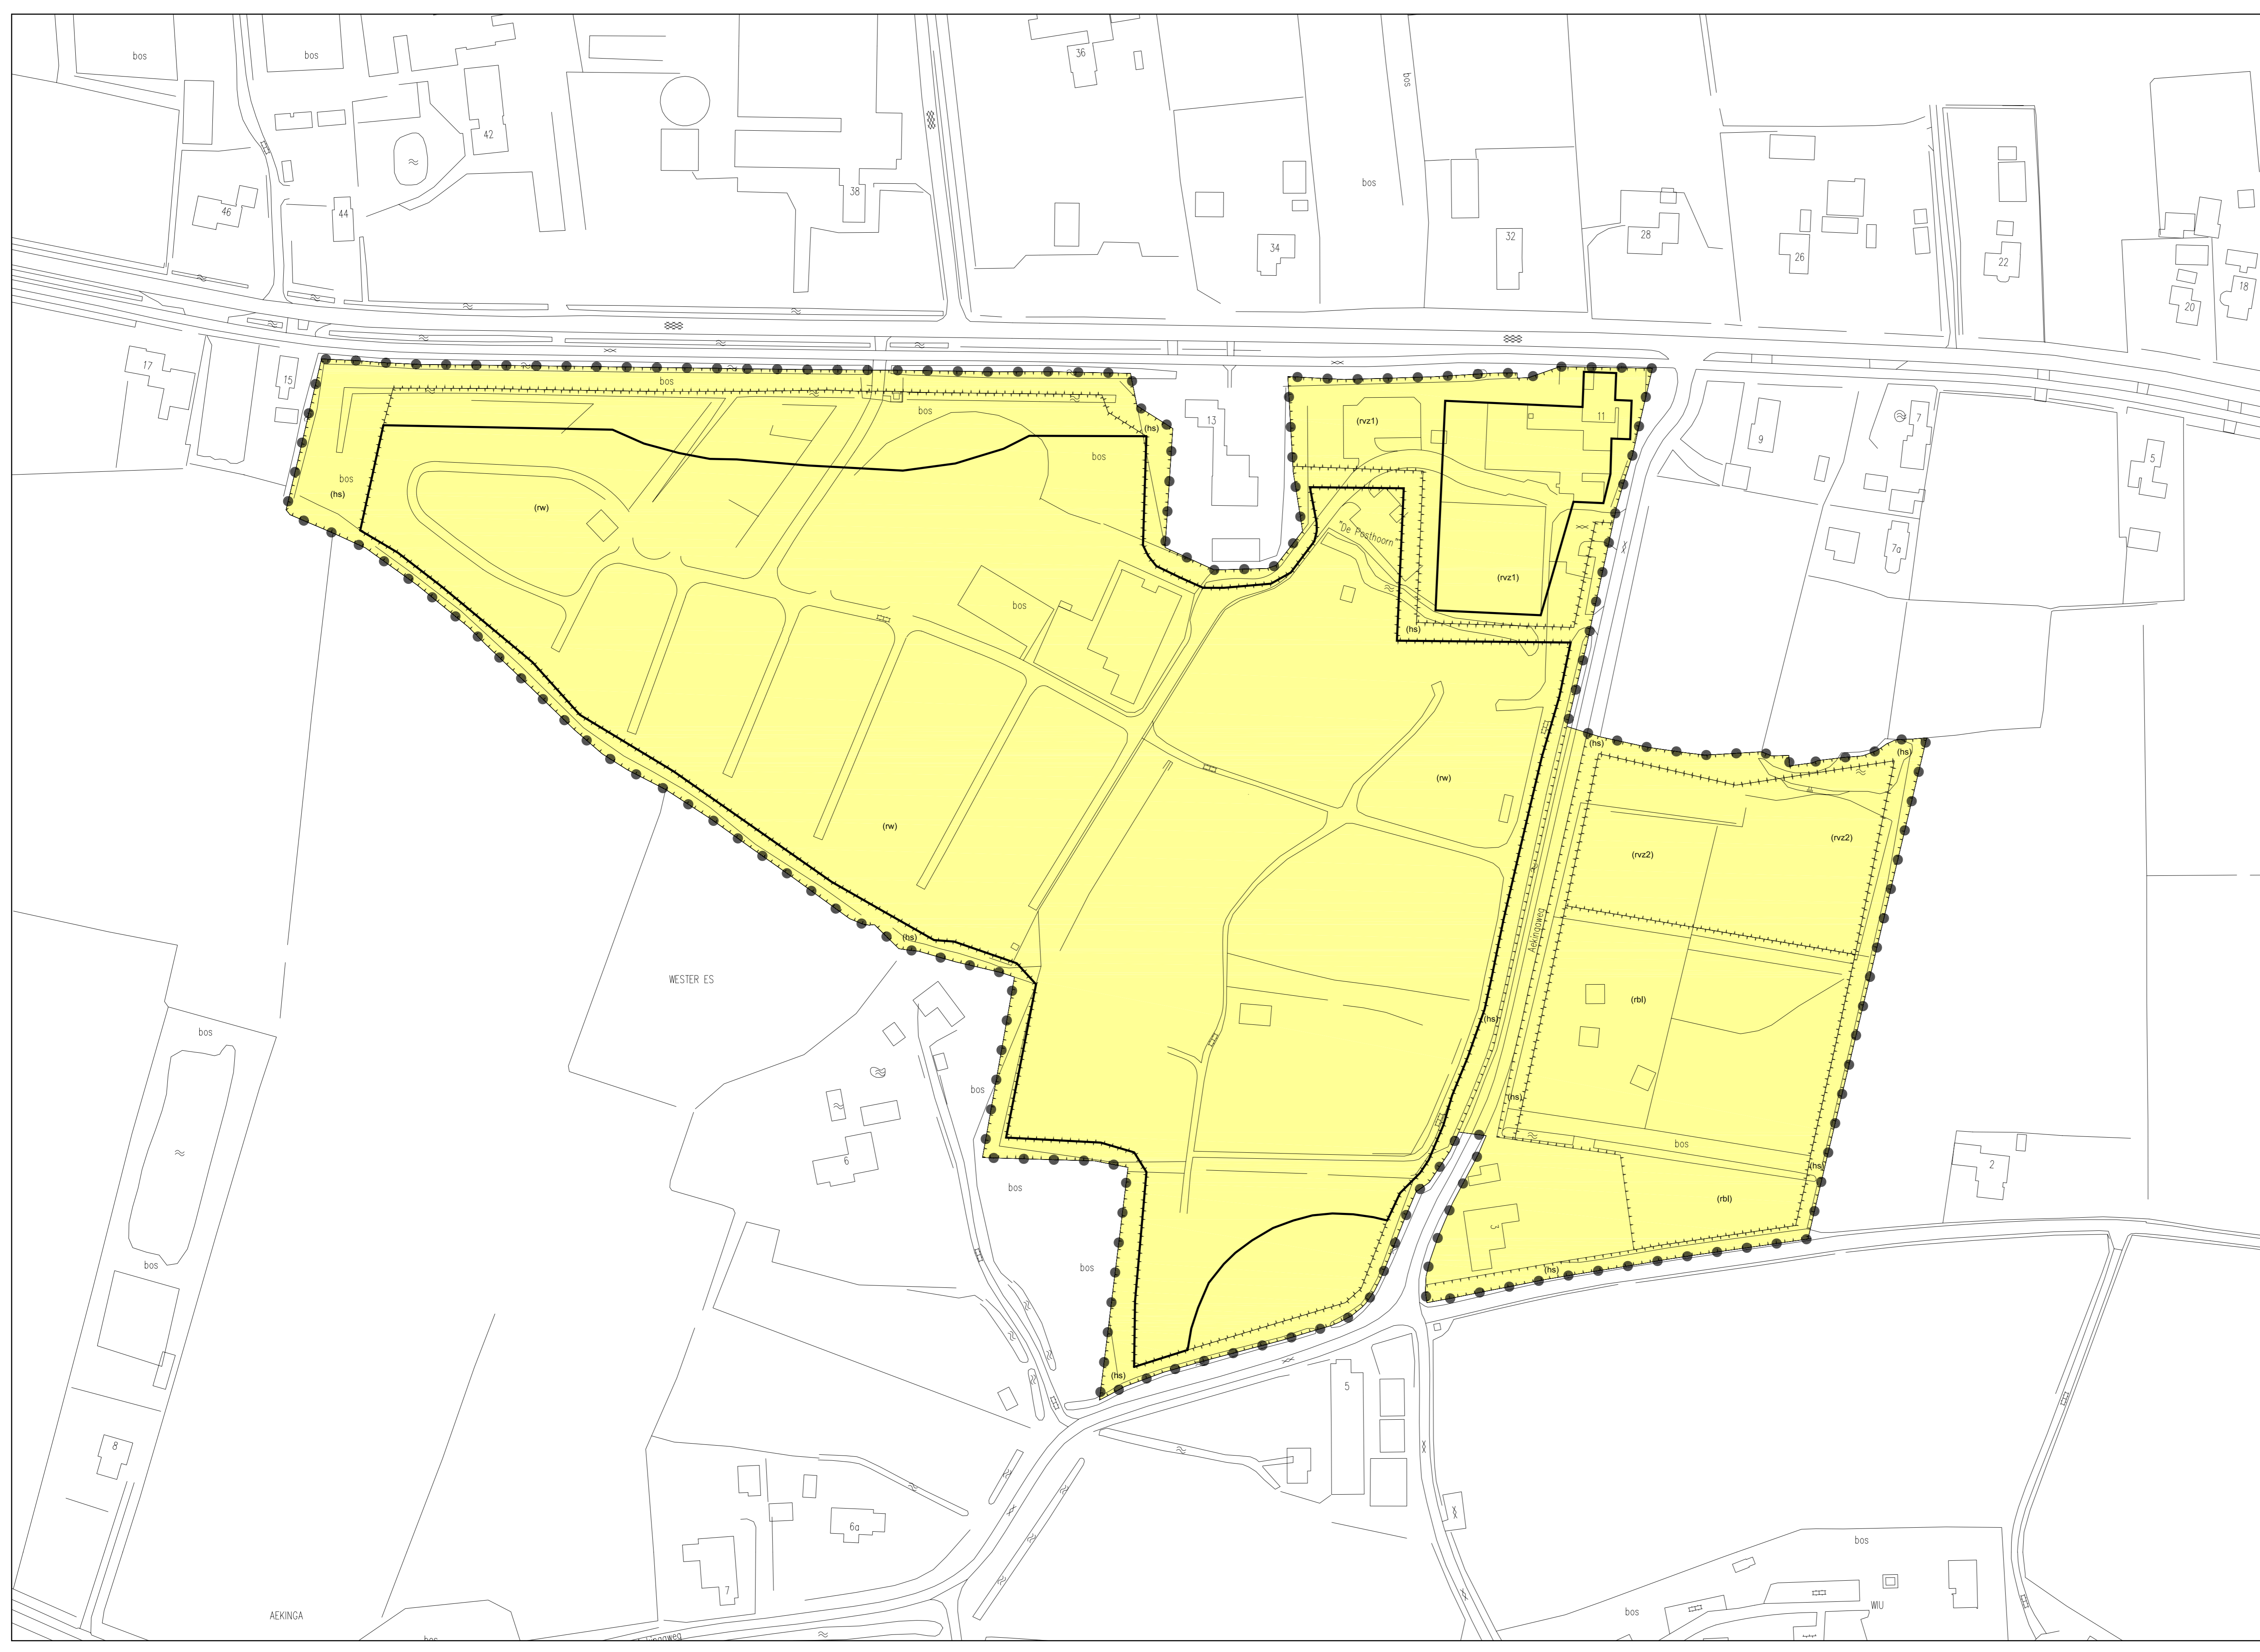 bos
bos
36
bos
42
38
bos
46
44
34
32
28
26
22
18
20
17
15
bos
bos
13
(rvz1)
11
9
7
5
(hs)
bos
bos
(hs)
(rw)
"De Posthoorn"
7a
(rvz1)
bos
(hs)
(hs)
(hs)
(rw)
(rw)
(rvz2)
(rvz2)
Aekingaweg
(hs)
WESTER ES
(rbl)
(hs)
bos
bos
(hs)
bos
6
2
(hs)
bos
(rbl)
3
bos
bos
(hs)
(hs)
5
8
6a
7
bos
WIU
bos
AEKINGA
bos